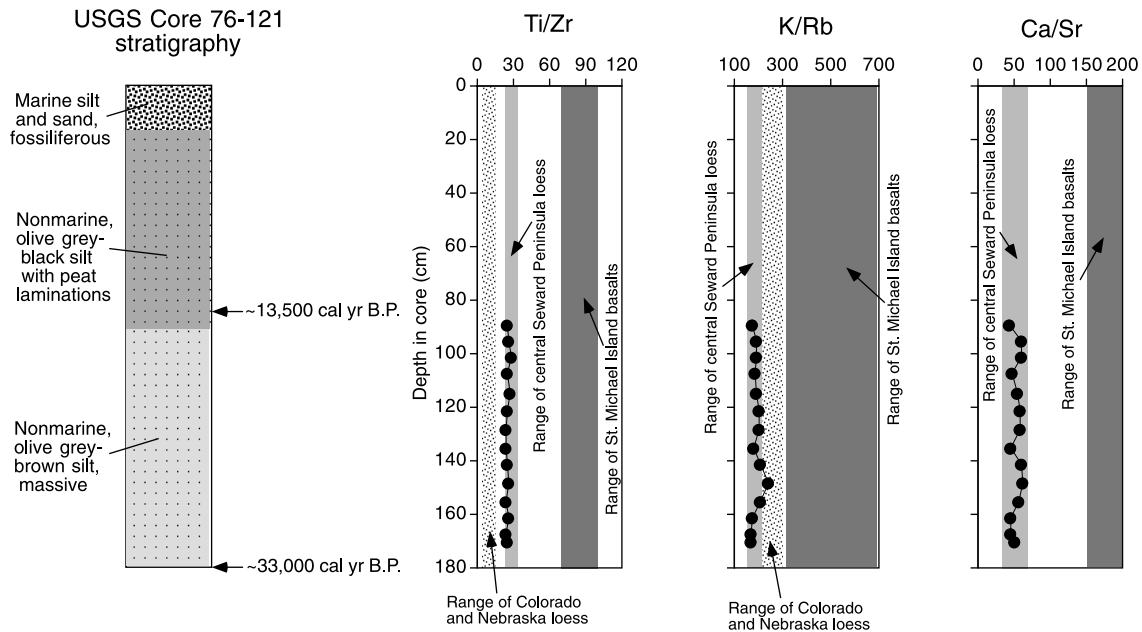 USGS Core 76-121
stratigraphy
Marine silt
and sand,
fossiliferous
Nonmarine,
olive grey-
black silt
with peat
laminations
Nonmarine,
olive grey-
brown silt,
massive
~13,500 cal yr B.P.
~33,000 cal yr B.P.
Ti/Zr
0 30 60 90 120
Depth in core (cm)
0
20
40
60
80
100
120
140
160
180
Range of central Seward Peninsula loess
Range of St. Michael Island basalts
Range of Colorado
and Nebraska loess
K/Rb
100 300 500 700
Range of central Seward Peninsula loess
Range of St. Michael Island basalts
Range of Colorado
and Nebraska loess
Ca/Sr
0 50 100 150 200
Range of central Seward Peninsula loess
Range of St. Michael Island basalts